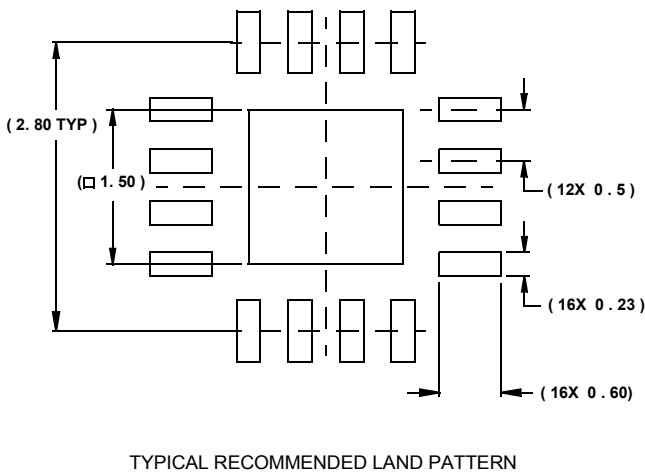 ( 2. 80 TYP )
(□ 1. 50 )
( 12X 0 . 5 )
( 16X 0 . 23 )
( 16X 0 . 60)
TYPICAL RECOMMENDED LAND PATTERN